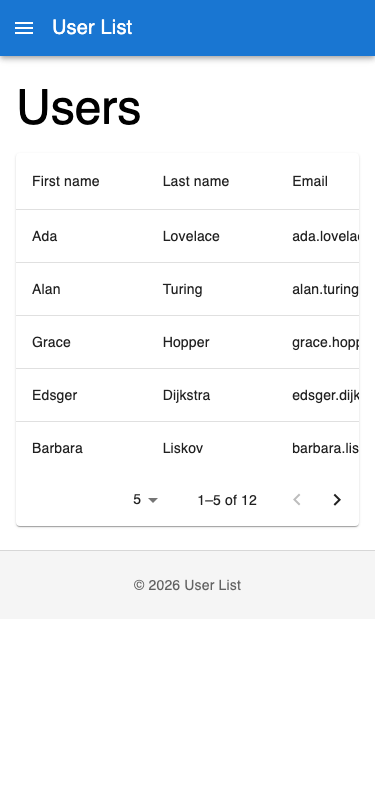 User List
Users
First name Last name Email
Ada Lovelace ada.lovela
Alan Turing alan.turing
Grace Hopper grace.hopp
Edsger Dijkstra edsger.dijk
Barbara Liskov barbara.lis
5 1–5 of 12
© 2026 User List